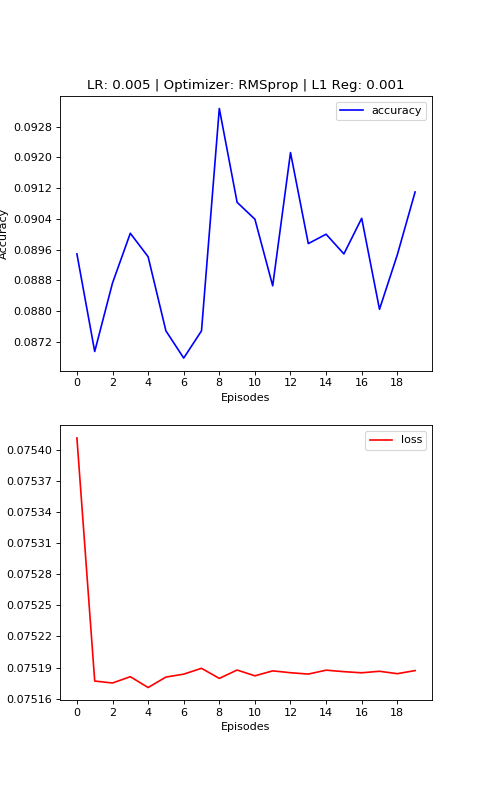 LR: 0.005 | Optimizer: RMSprop | L1 Reg: 0.001
accuracy
0.0928
0.0920
0.0912
0.0904
0.0896
0.0888
0.0880
0.0872
Accuracy
0 2 4 6 8 10 12 14 16 18
Episodes
loss
0.07540
0.07537
0.07534
0.07531
0.07528
0.07525
0.07522
0.07519
0.07516
0 2 4 6 8 10 12 14 16 18
Episodes